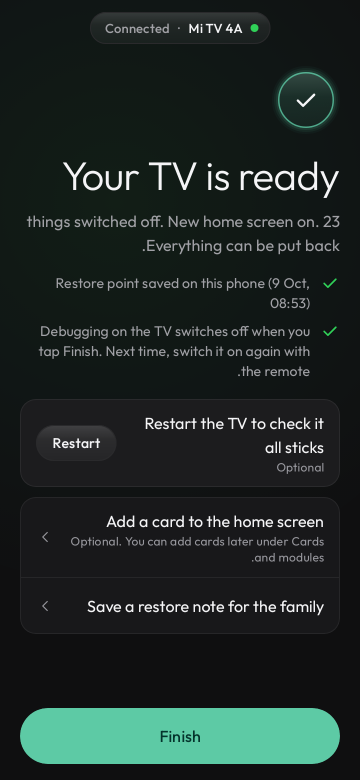 Connected · Mi TV 4A
Your TV is ready
23 things switched off. New home screen on.
Everything can be put back.
Restore point saved on this phone (9 Oct,
08:53)
Debugging on the TV switches off when you
tap Finish. Next time, switch it on again with
the remote.
Restart the TV to check it
all sticks
Optional
Restart
Add a card to the home screen
Optional. You can add cards later under Cards
and modules.
Save a restore note for the family
Finish